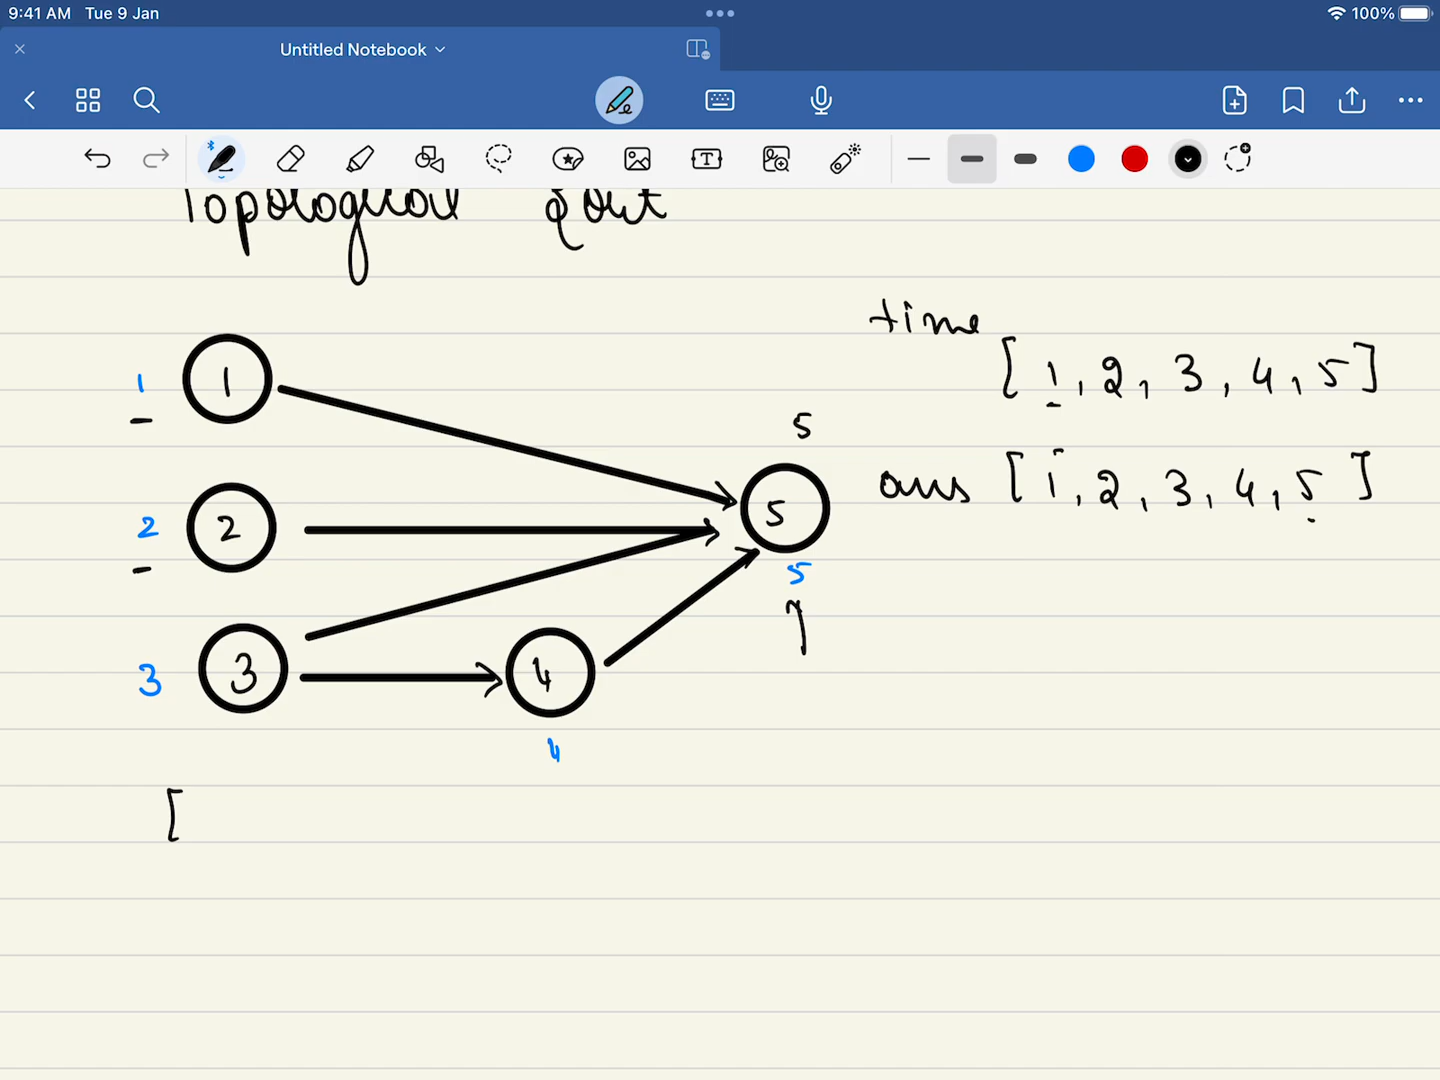 9:41 AM Tue 9 Jan
100%
Untitled Notebook
Topological Sort
time
[ 1, 2, 3, 4, 5 ]
1
1
5
ans [ 1, 2, 3, 4, 5 ]
2
2
5
5
3
3
4
4
[